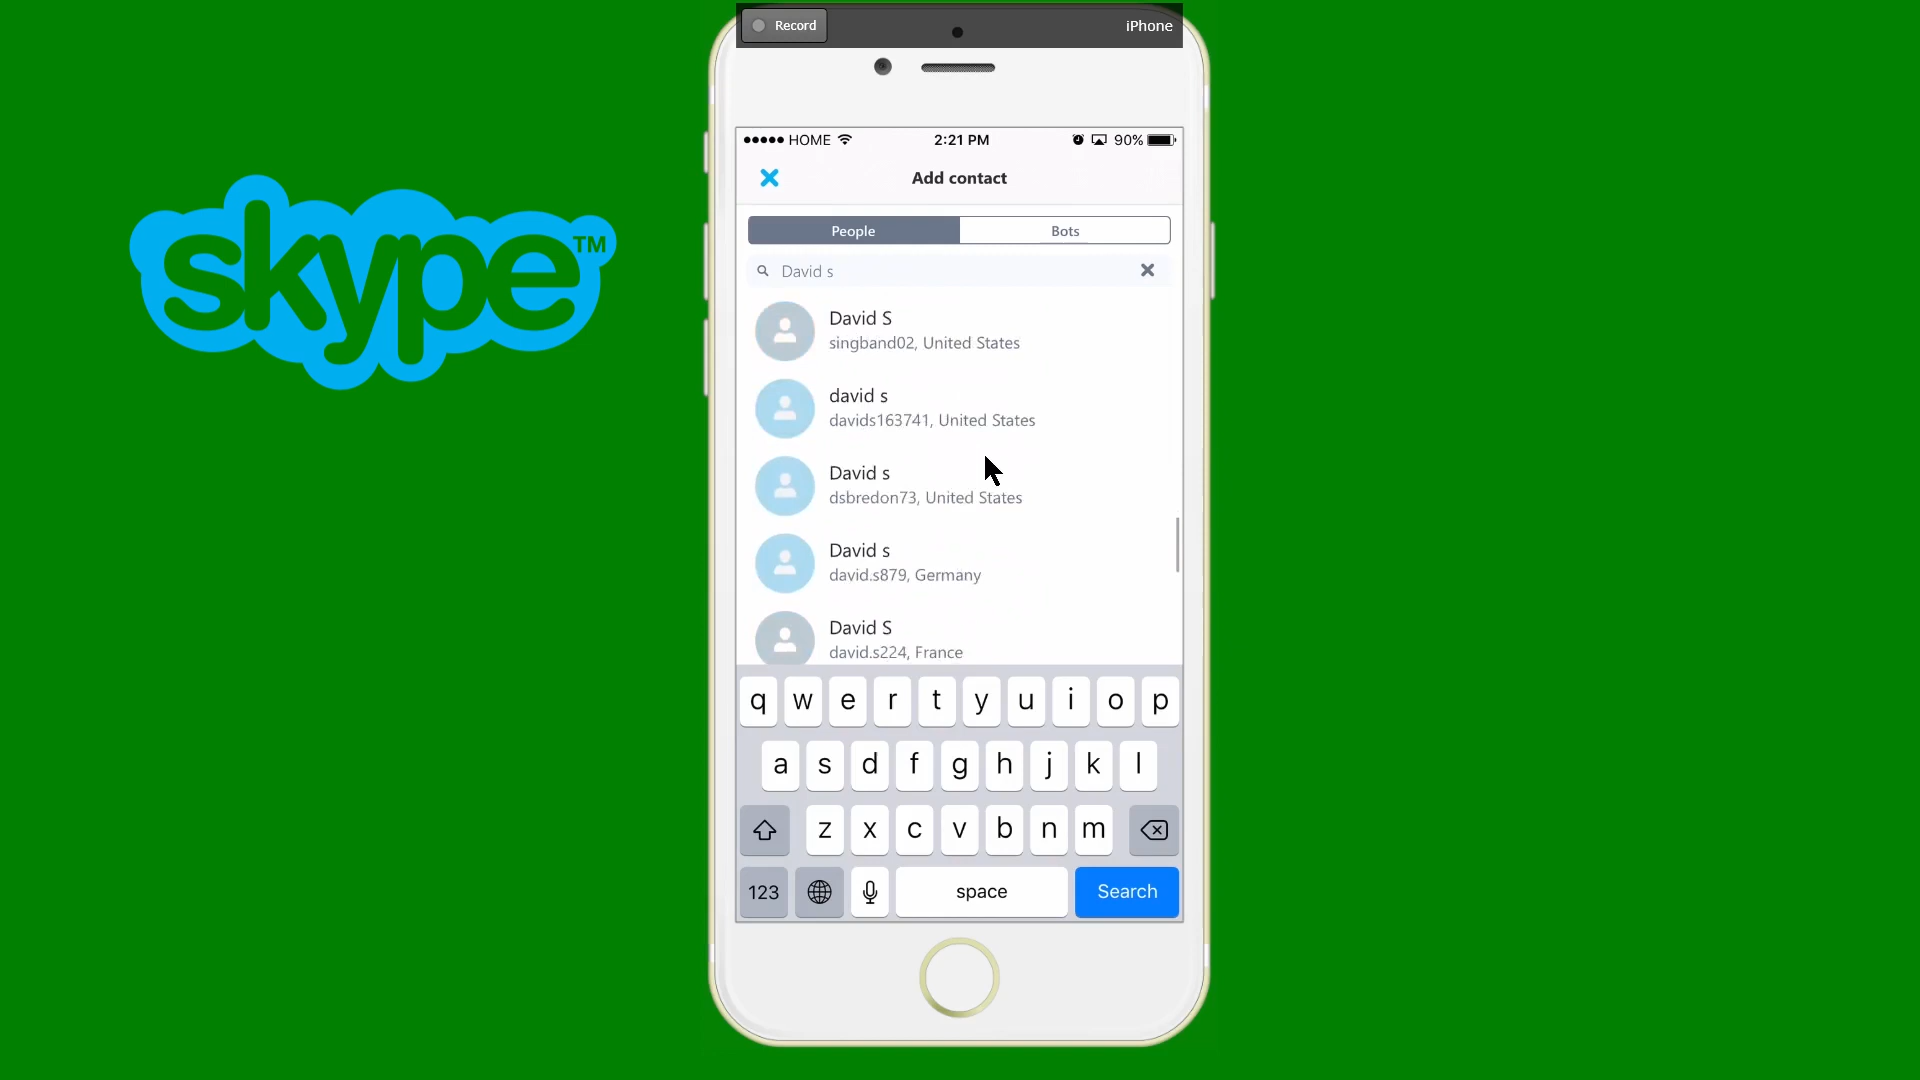 Record
iPhone
skype™
HOME 2:21 PM 90%
Add contact
People Bots
David s
David S
singband02, United States
david s
davids163741, United States
David s
dsbredon73, United States
David s
david.s879, Germany
David S
david.s224, France
q w e r t y u i o p
a s d f g h j k l
z x c v b n m
123 space Search